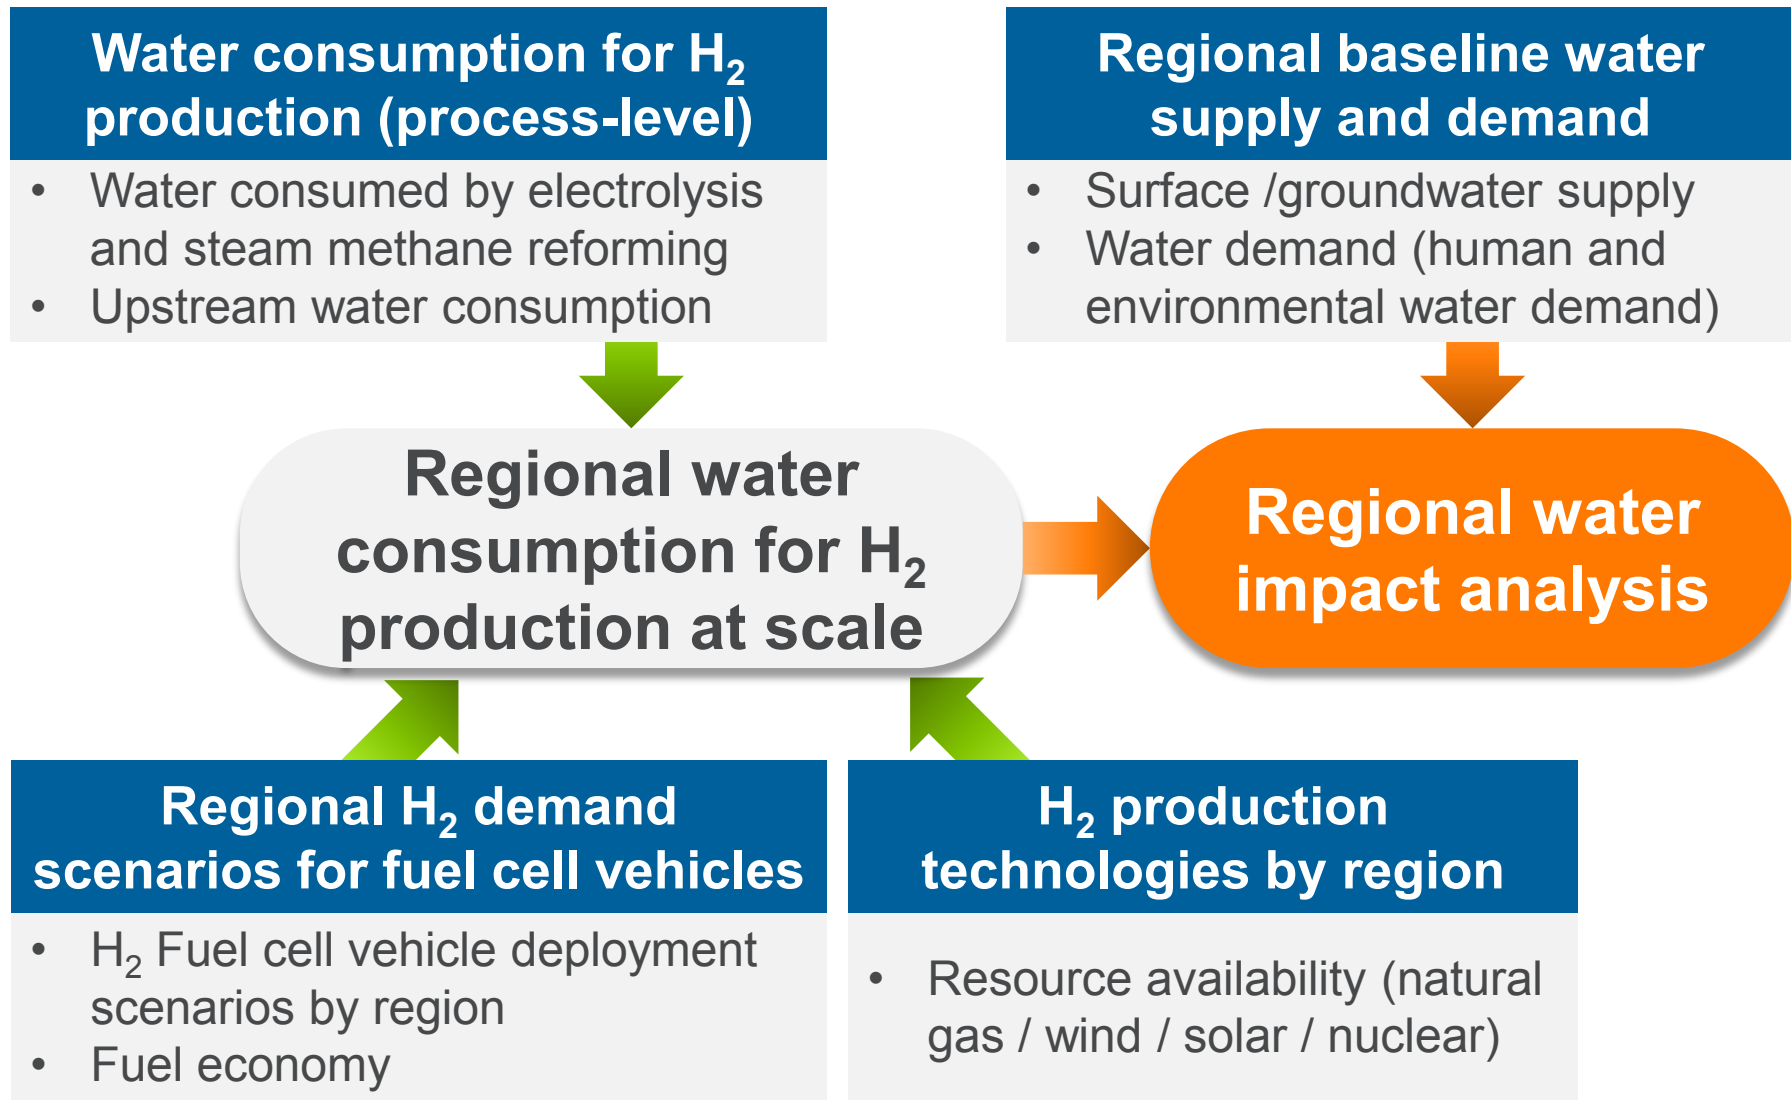 Water consumption for H₂
production (process-level)
• Water consumed by electrolysis
and steam methane reforming
• Upstream water consumption
Regional baseline water
supply and demand
• Surface /groundwater supply
• Water demand (human and
environmental water demand)
Regional water
consumption for H₂
production at scale
Regional water
impact analysis
Regional H₂ demand
scenarios for fuel cell vehicles
• H₂ Fuel cell vehicle deployment
scenarios by region
• Fuel economy
H₂ production
technologies by region
• Resource availability (natural
gas / wind / solar / nuclear)